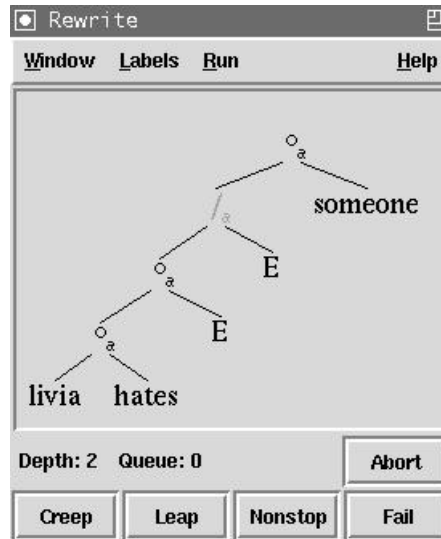 Rewrite
Window Labels Run Help
∘a
someone
/a
∘a
E
∘a
E
livia hates
Depth: 2 Queue: 0 Abort
Creep Leap Nonstop Fail